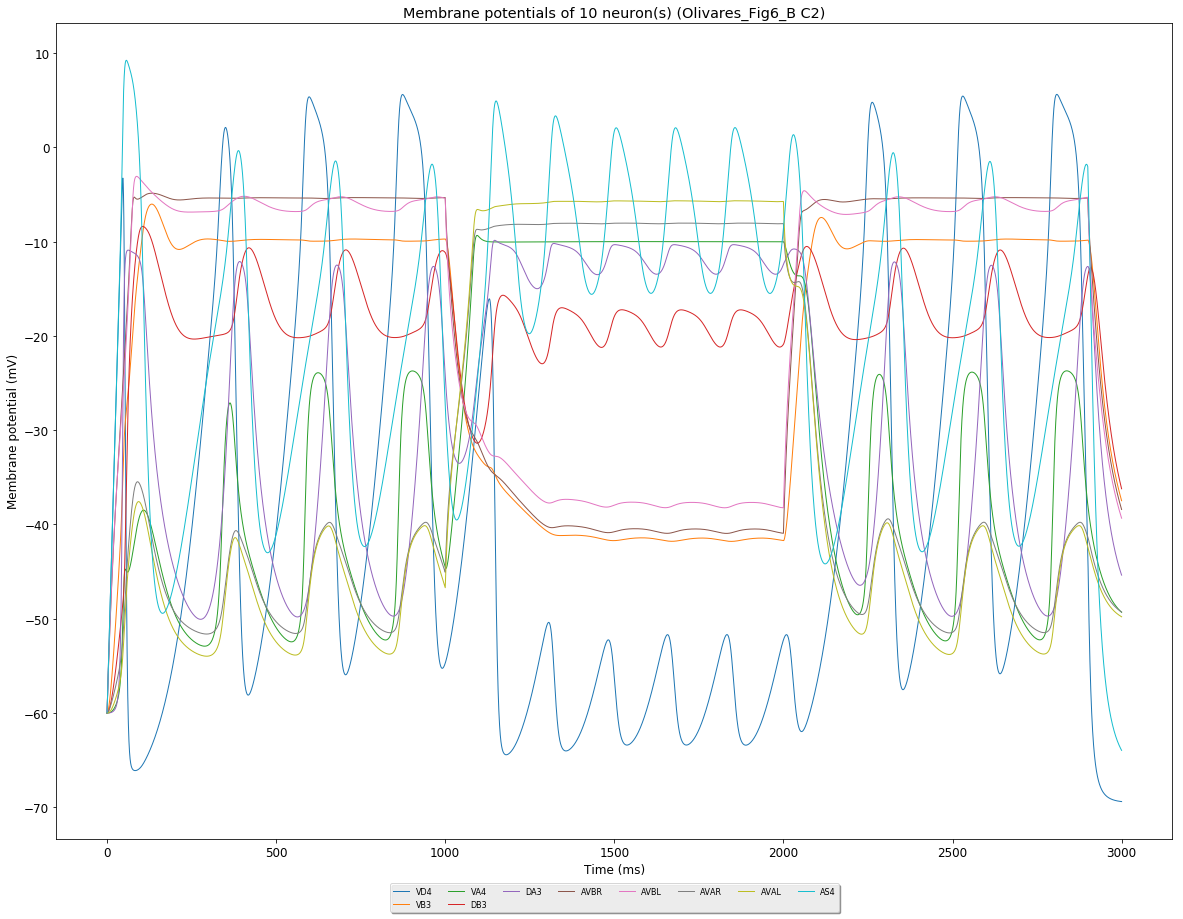 Membrane potentials of 10 neuron(s) (Olivares_Fig6_B C2)
Membrane potential (mV)
10
0
−10
−20
−30
−40
−50
−60
−70
0 500 1000 1500 2000 2500 3000
Time (ms)
VD4 VA4 DA3 AVBR AVBL AVAR AVAL AS4
VB3 DB3